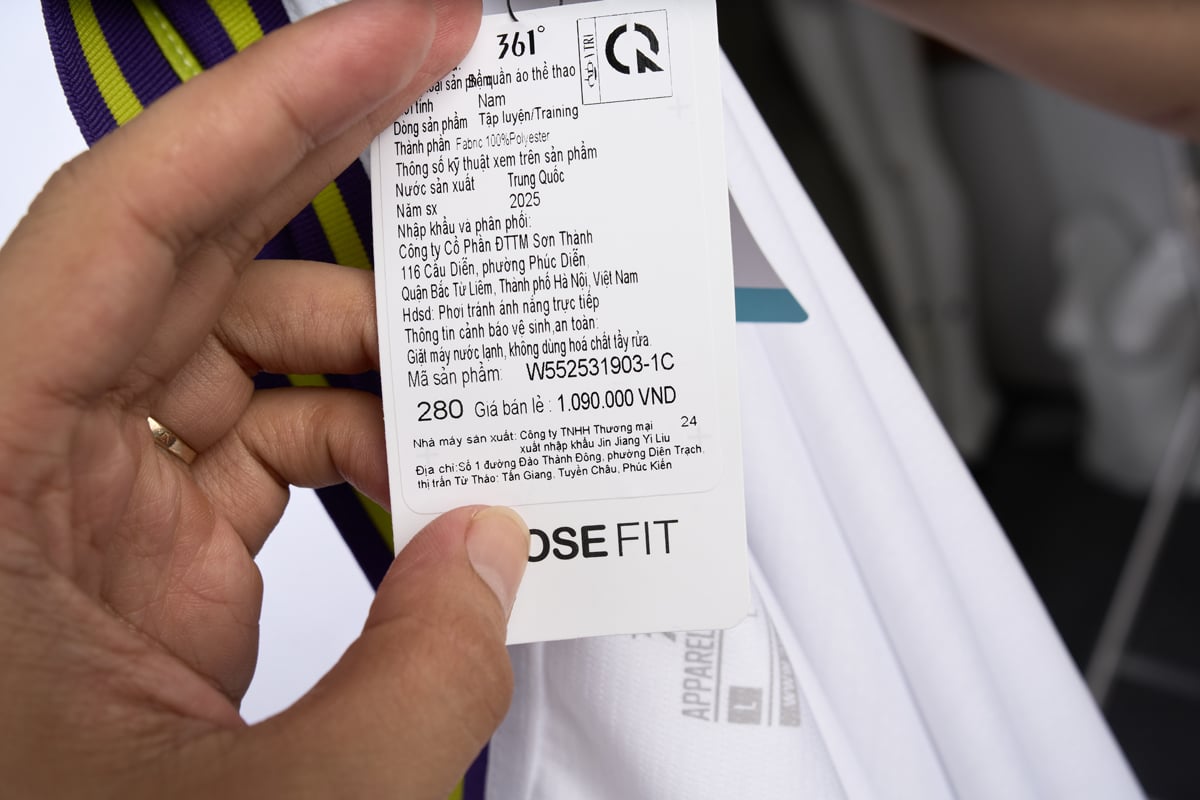 361°
CR
quần áo thể thao
Nam
Dòng sản phẩm Tập luyện/Training
Thành phần Fabric 100%Polyester
Thông số kỹ thuật xem trên sản phẩm
Nước sản xuất Trung Quốc
Năm sx 2025
Nhập khẩu và phân phối:
Công ty Cổ Phần ĐTTM Sơn Thành
116 Cầu Diễn, phường Phúc Diễn
Quận Bắc Từ Liêm, Thành phố Hà Nội, Việt Nam
Hdsd: Phơi tránh ánh nắng trực tiếp
Thông tin cảnh báo vệ sinh,an toàn:
Giặt máy nước lạnh, không dùng hoá chất tẩy rửa
Mã sản phẩm: W552531903-1C
280 Giá bán lẻ : 1.090.000 VND
24
Nhà máy sản xuất: Công ty TNHH Thương mại
xuất nhập khẩu Jin Jiang Yi Liu
Địa chỉ:Số 1 đường Đào Thành Đông, phường Diên Trạch,
thị trấn Từ Thảo: Tấn Giang, Tuyền Châu, Phúc Kiến
OSE FIT
APPAREL
L